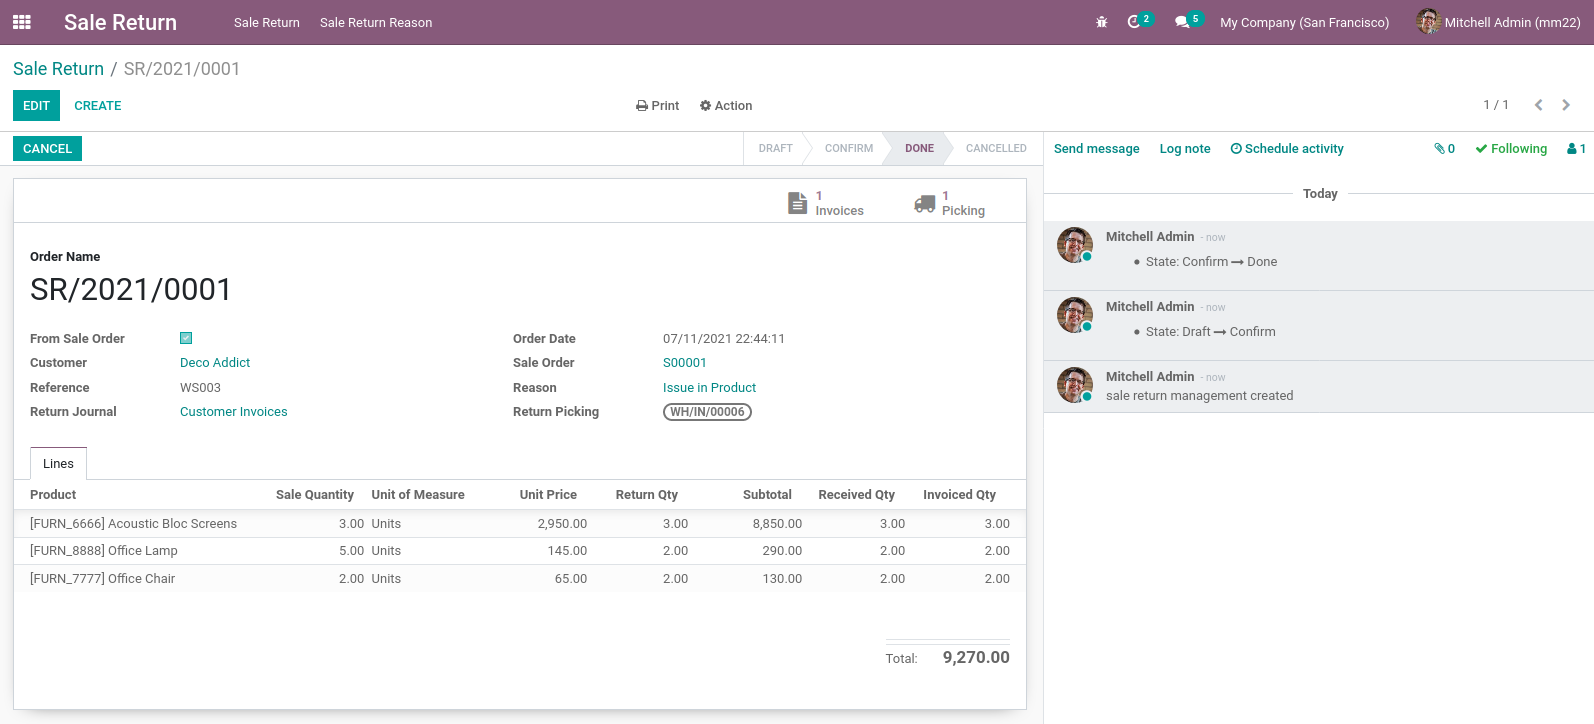 Sale Return Sale Return Sale Return Reason 2 5 My Company (San Francisco) Mitchell Admin (mm22)
Sale Return / SR/2021/0001
EDIT CREATE Print Action 1 / 1
CANCEL DRAFT CONFIRM DONE CANCELLED
1 Invoices
1 Picking
Order Name
SR/2021/0001
From Sale Order
Customer Deco Addict
Reference WS003
Return Journal Customer Invoices
Order Date 07/11/2021 22:44:11
Sale Order S00001
Reason Issue in Product
Return Picking WH/IN/00006
Lines
Product Sale Quantity Unit of Measure Unit Price Return Qty Subtotal Received Qty Invoiced Qty
[FURN_6666] Acoustic Bloc Screens 3.00 Units 2,950.00 3.00 8,850.00 3.00 3.00
[FURN_8888] Office Lamp 5.00 Units 145.00 2.00 290.00 2.00 2.00
[FURN_7777] Office Chair 2.00 Units 65.00 2.00 130.00 2.00 2.00
Total: 9,270.00
Send message Log note Schedule activity 0 Following 1
Today
Mitchell Admin - now
• State: Confirm → Done
Mitchell Admin - now
• State: Draft → Confirm
Mitchell Admin - now
sale return management created